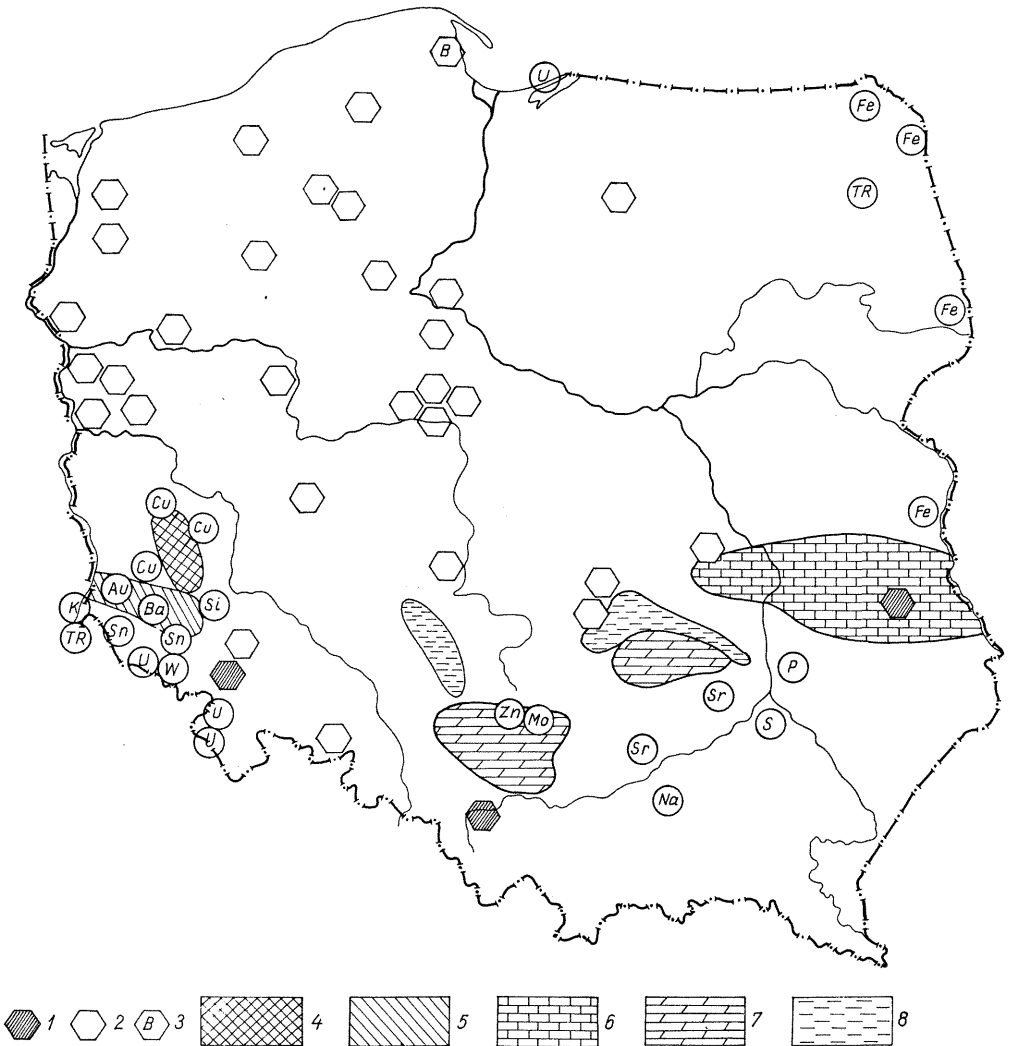 B
U
Fe
Fe
TR
Fe
Cu
Cu
Fe
Cu
Au
K
Ba
Si
TR
Sn
Sn
U
W
P
Sr
U
Zn
Mo
S
U
Sr
Na
1 2 B 3 4 5 6 7 8